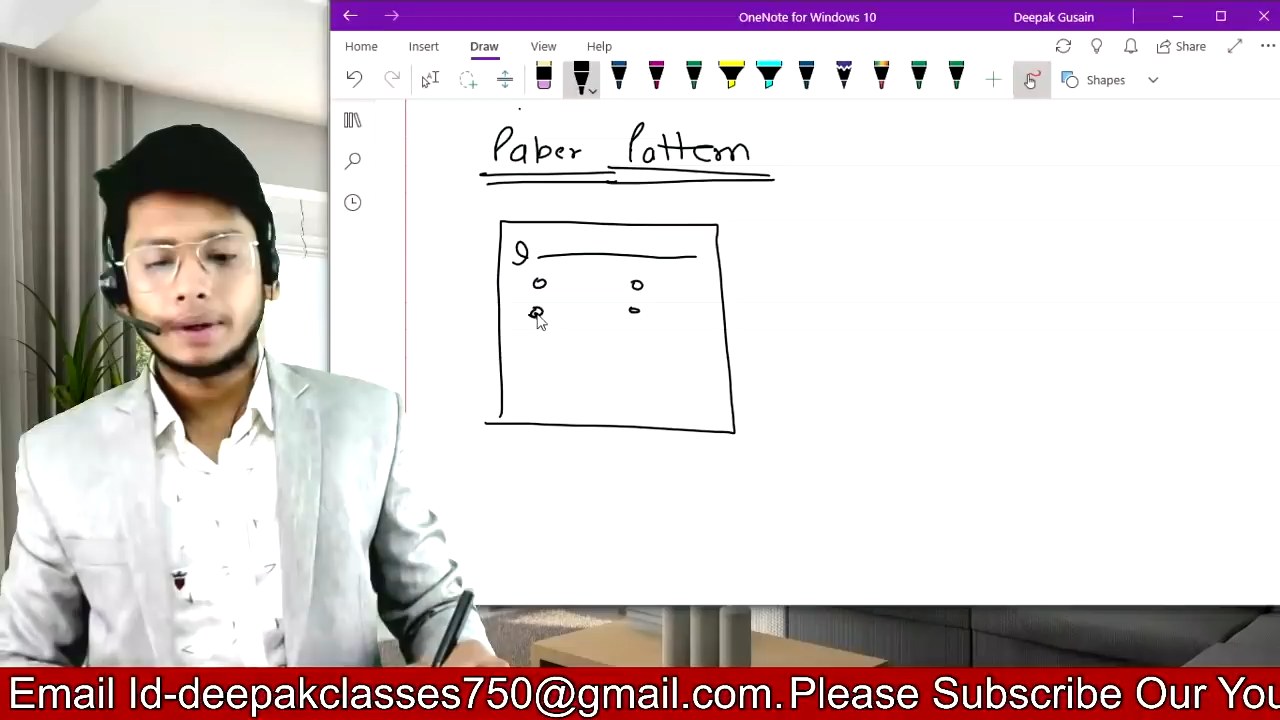 OneNote for Windows 10
Deepak Gusain
Home Insert Draw View Help
Share
Shapes
Paber Pattern
Q
Email Id-deepakclasses750@gmail.com. Please Subscribe Our You